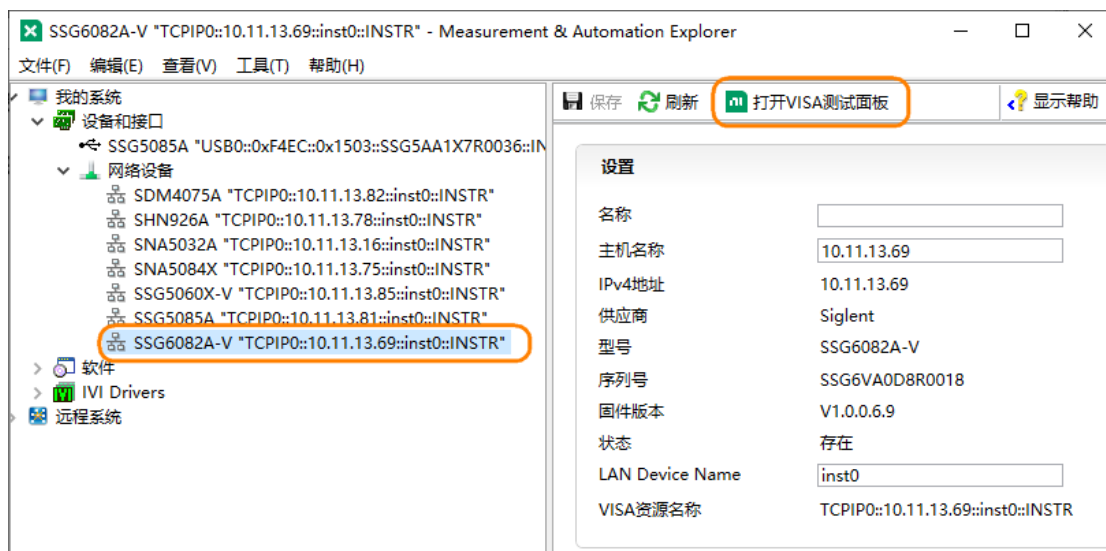 SSG6082A-V "TCPIP0::10.11.13.69::inst0::INSTR" - Measurement & Automation Explorer
文件(F) 编辑(E) 查看(V) 工具(T) 帮助(H)
我的系统
设备和接口
SSG5085A "USB0::0xF4EC::0x1503::SSG5AA1X7R0036::IN
网络设备
SDM4075A "TCPIP0::10.11.13.82::inst0::INSTR"
SHN926A "TCPIP0::10.11.13.78::inst0::INSTR"
SNA5032A "TCPIP0::10.11.13.16::inst0::INSTR"
SNA5084X "TCPIP0::10.11.13.75::inst0::INSTR"
SSG5060X-V "TCPIP0::10.11.13.85::inst0::INSTR"
SSG5085A "TCPIP0::10.11.13.81::inst0::INSTR"
SSG6082A-V "TCPIP0::10.11.13.69::inst0::INSTR"
软件
IVI Drivers
远程系统
保存 刷新 打开VISA测试面板 显示帮助
设置
名称
主机名称 10.11.13.69
IPv4地址 10.11.13.69
供应商 Siglent
型号 SSG6082A-V
序列号 SSG6VA0D8R0018
固件版本 V1.0.0.6.9
状态 存在
LAN Device Name inst0
VISA资源名称 TCPIP0::10.11.13.69::inst0::INSTR